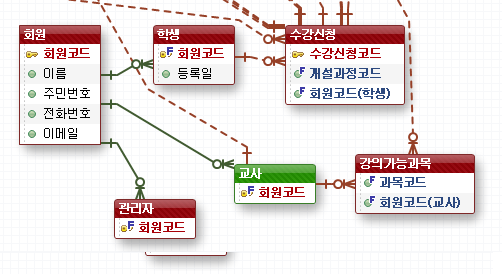 회원
회원코드
이름
주민번호
전화번호
이메일
학생
회원코드
등록일
수강신청
수강신청코드
개설과정코드
회원코드(학생)
교사
회원코드
강의가능과목
과목코드
회원코드(교사)
관리자
회원코드